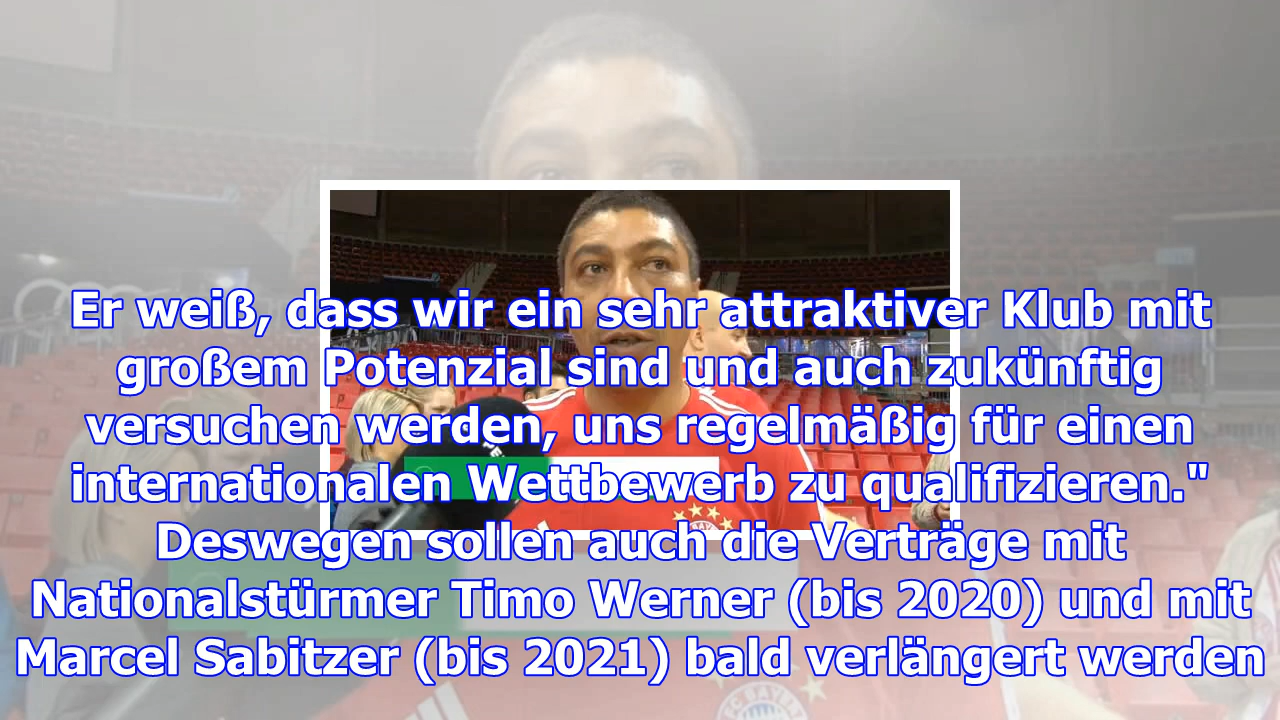 Er weiß, dass wir ein sehr attraktiver Klub mit
großem Potenzial sind und auch zukünftig
versuchen werden, uns regelmäßig für einen
internationalen Wettbewerb zu qualifizieren."
Deswegen sollen auch die Verträge mit
Nationalstürmer Timo Werner (bis 2020) und mit
Marcel Sabitzer (bis 2021) bald verlängert werden
FC BAYERN